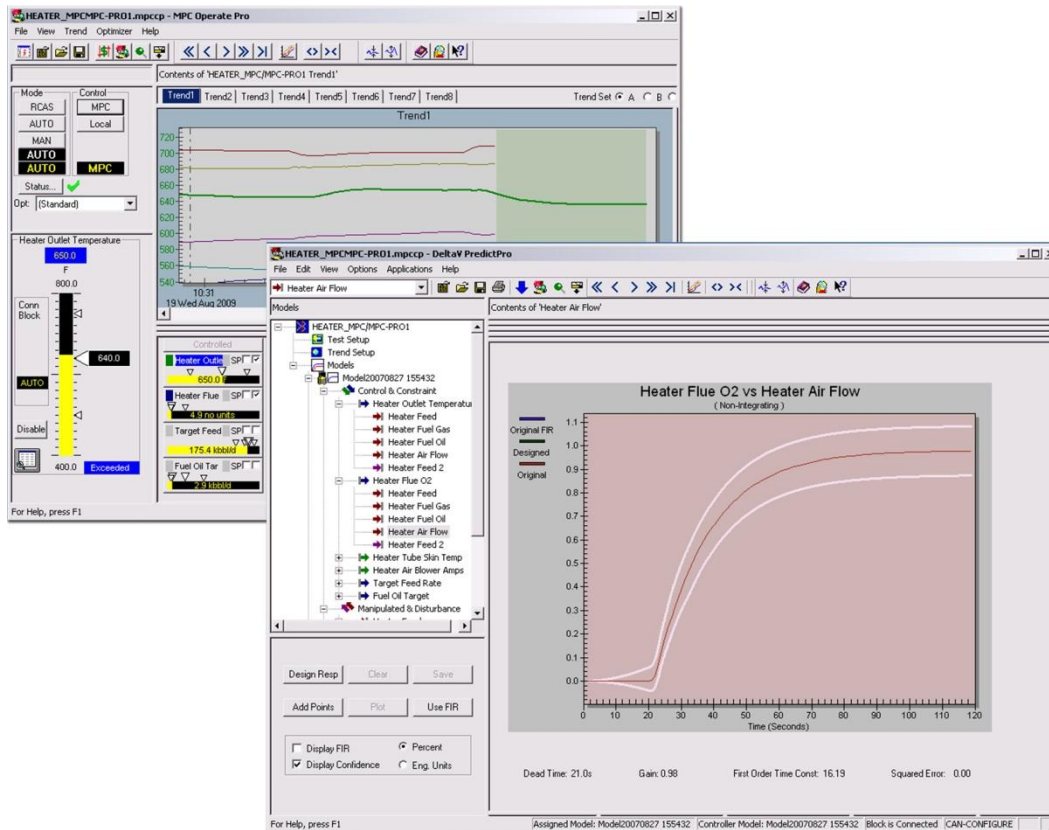 HEATER_MPCMPC-PRO1.mpccp - MPC Operate Pro
File View Trend Optimizer Help
Contents of 'HEATER_MPC/MPC-PRO1 Trend1'
Mode
Control
RCAS
MPC
AUTO
Local
MAN
AUTO
AUTO
MPC
Status...
Opt: (Standard)
Trend1 Trend2 Trend3 Trend4 Trend5 Trend6 Trend7 Trend8
Trend Set A B C
Trend1
720
700
680
660
640
620
600
580
560
540
10:31
19 Wed Aug 2009
Heater Outlet Temperature
650.0
F
800.0
Conn Block
640.0
AUTO
Disable
400.0
Exceeded
Controlled
Heater Outle SP
650.0 F
Heater Flue SP
4.9 no units
Target Feed SP
175.4 kbbl/d
Fuel Oil Tar SP
2.9 kbbl/d
For Help, press F1
HEATER_MPCMPC-PRO1.mpccp - DeltaV PredictPro
File Edit View Options Applications Help
Heater Air Flow
Models
Contents of 'Heater Air Flow'
HEATER_MPC/MPC-PRO1
Test Setup
Trend Setup
Models
Model20070827 155432
Control & Constraint
Heater Outlet Temperatu
Heater Feed
Heater Fuel Gas
Heater Fuel Oil
Heater Air Flow
Heater Feed 2
Heater Flue O2
Heater Feed
Heater Fuel Gas
Heater Fuel Oil
Heater Air Flow
Heater Feed 2
Heater Tube Skin Temp
Heater Air Blower Amps
Target Feed Rate
Fuel Oil Target
Manipulated & Disturbance
Design Resp
Clear
Save
Add Points
Plot
Use FIR
Display FIR
Percent
Display Confidence
Eng. Units
Heater Flue O2 vs Heater Air Flow
( Non-Integrating )
Original FIR
Designed
Original
1.1
1.0
0.9
0.8
0.7
0.6
0.5
0.4
0.3
0.2
0.1
0.0
0 10 20 30 40 50 60 70 80 90 100 110 120
Time (Seconds)
Dead Time: 21.0s Gain: 0.98 First Order Time Const: 16.19 Squared Error: 0.00
For Help, press F1
Assigned Model: Model20070827 155432 Controller Model: Model20070827 155432 Block is Connected CAN-CONFIGURE